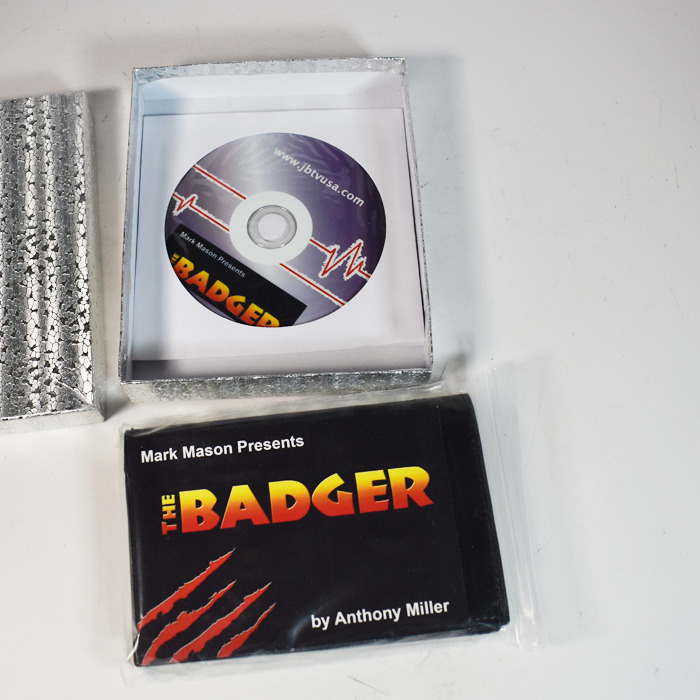 www.jbtvusa.com
Mark Mason Presents
THE BADGER
Mark Mason Presents
THE BADGER
by Anthony Miller